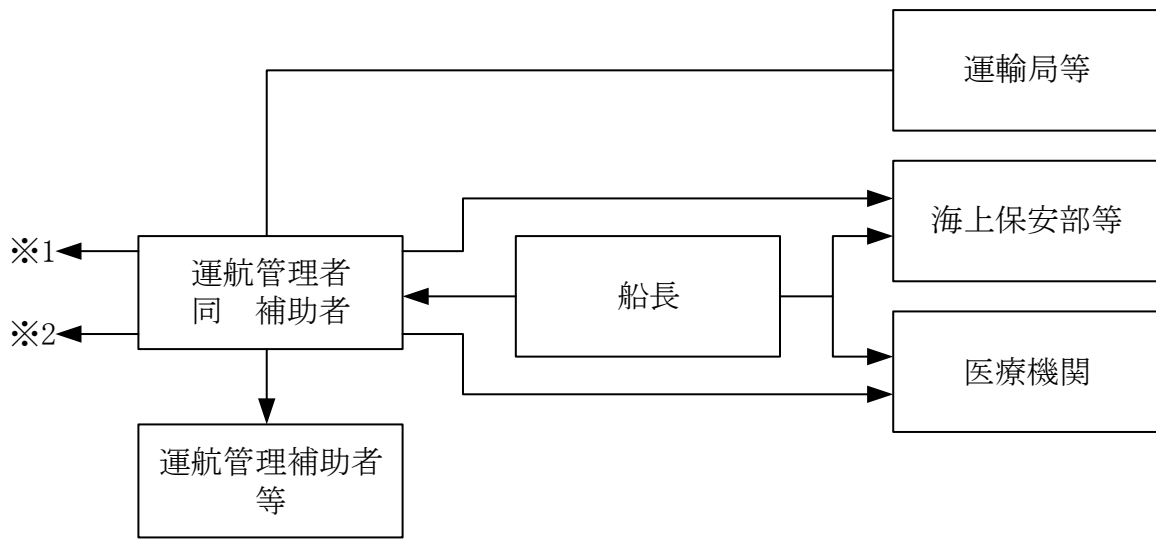 運輸局等
海上保安部等
※1
運航管理者
同　補助者
船長
※2
医療機関
運航管理補助者
等